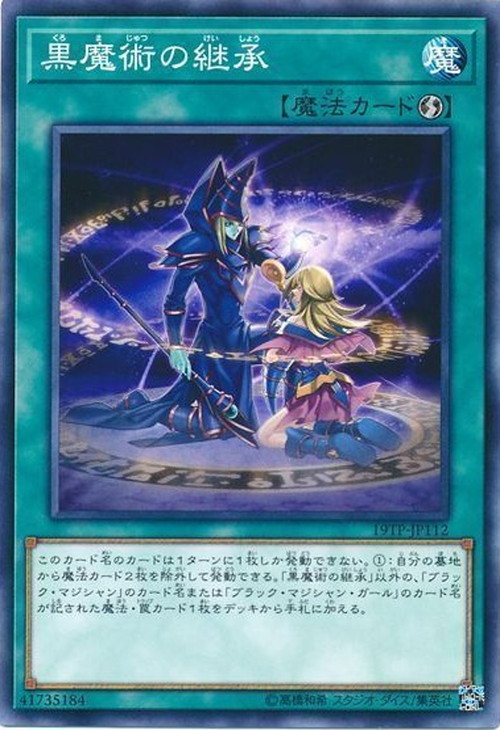 黒魔術の継承
魔
【魔法カード】
19TP-JP112
このカード名のカードは1ターンに1枚しか発動できない。①:自分の墓地
から魔法カード2枚を除外して発動できる。「黒魔術の継承」以外の、「ブラッ
ク・マジシャン」のカード名または「ブラック・マジシャン・ガール」のカード名
が記された魔法・罠カード1枚をデッキから手札に加える。
41735184
©高橋和希 スタジオ・ダイス/集英社